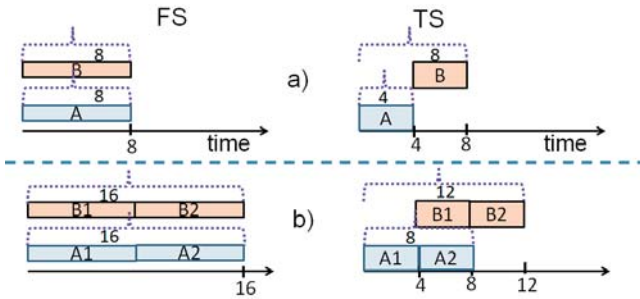 FS TS
8 8
B B
8 a) 4
A A
time time
8 4 8
16 12
B1 B2 B1 B2
16 b) 8
A1 A2 A1 A2
16 4 8 12